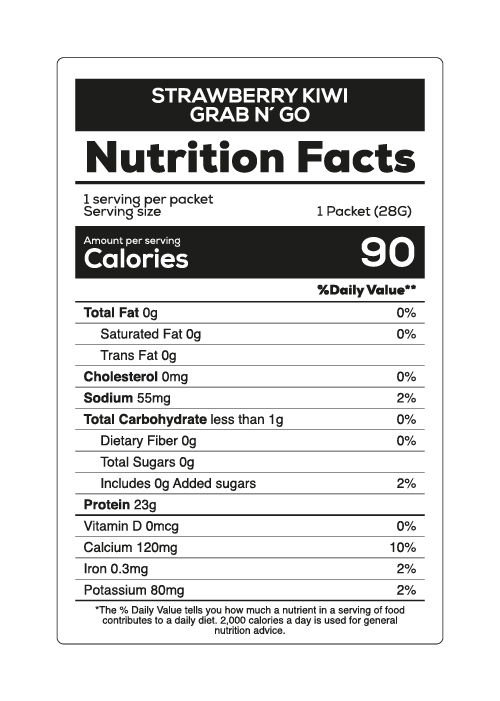 STRAWBERRY KIWI
GRAB N´ GO
Nutrition Facts
1 serving per packet
Serving size 1 Packet (28G)
Amount per serving
Calories 90
%Daily Value**
Total Fat 0g 0%
Saturated Fat 0g 0%
Trans Fat 0g
Cholesterol 0mg 0%
Sodium 55mg 2%
Total Carbohydrate less than 1g 0%
Dietary Fiber 0g 0%
Total Sugars 0g
Includes 0g Added sugars 2%
Protein 23g
Vitamin D 0mcg 0%
Calcium 120mg 10%
Iron 0.3mg 2%
Potassium 80mg 2%
*The % Daily Value tells you how much a nutrient in a serving of food
contributes to a daily diet. 2,000 calories a day is used for general
nutrition advice.